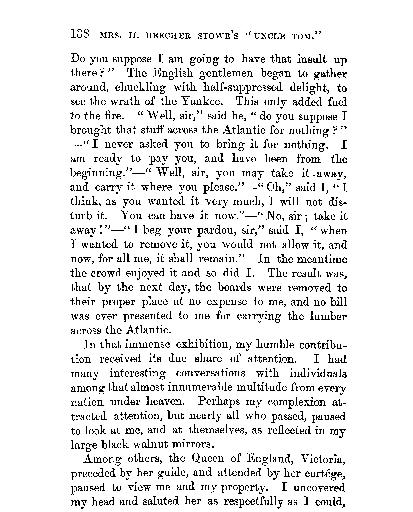 138 MRS. H. BEECHER STOWE'S "UNCLE TOM."
Do you suppose I am going to have that insult up
there?" The English gentlemen began to gather
around, chuckling with half-suppressed delight, to
see the wrath of the Yankee. This only added fuel
to the fire. "Well, sir," said he, "do you suppose I
brought that stuff across the Atlantic for nothing?"
—"I never asked you to bring it for nothing. I
am ready to pay you, and have been from the
beginning."—"Well, sir, you may take it away,
and carry it where you please."—"Oh," said I, "I
think, as you wanted it very much, I will not dis-
turb it. You can have it now."—"No, sir; take it
away!"—"I beg your pardon, sir," said I, "when
I wanted to remove it, you would not allow it, and
now, for all me, it shall remain." In the meantime
the crowd enjoyed it and so did I. The result was,
that by the next day, the boards were removed to
their proper place at no expense to me, and no bill
was ever presented to me for carrying the lumber
across the Atlantic.
In that immense exhibition, my humble contribu-
tion received its due share of attention. I had
many interesting conversations with individuals
among that almost innumerable multitude from every
nation under heaven. Perhaps my complexion at-
tracted attention, but nearly all who passed, paused
to look at me, and at themselves, as reflected in my
large black walnut mirrors.
Among others, the Queen of England, Victoria,
preceded by her guide, and attended by her cortége,
paused to view me and my property. I uncovered
my head and saluted her as respectfully as I could,